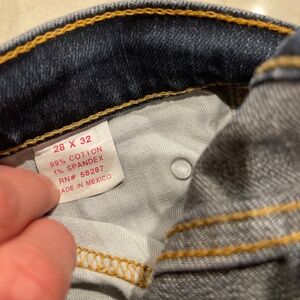 28 X 32
99% COTTON
1% SPANDEX
RN# 58267
MADE IN MEXICO